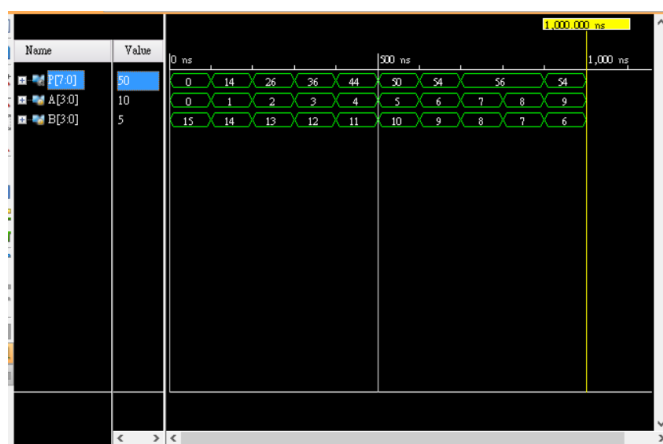 1,000.000 ns
Name Value
0 ns 500 ns 1,000 ns
P[7:0] 50 0 14 26 36 44 50 54 56 54
A[3:0] 10 0 1 2 3 4 5 6 7 8 9
B[3:0] 5 15 14 13 12 11 10 9 8 7 6